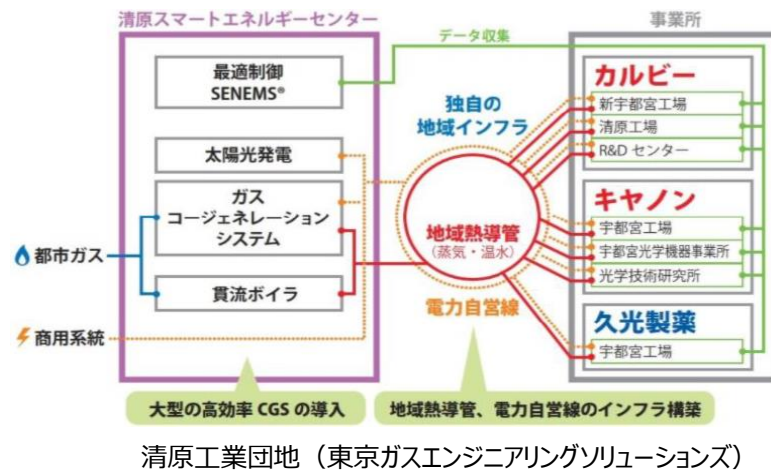 清原スマートエネルギーセンター
事業所
データ収集
最適制御
SENEMS®
カルビー
新宇都宮工場
清原工場
R&D センター
独自の
地域インフラ
太陽光発電
ガス
コージェネレーション
システム
キヤノン
宇都宮工場
宇都宮光学機器事業所
光学技術研究所
地域熱導管
(蒸気・温水)
都市ガス
貫流ボイラ
電力自営線
久光製薬
宇都宮工場
商用系統
大型の高効率 CGS の導入
地域熱導管、電力自営線のインフラ構築
清原工業団地（東京ガスエンジニアリングソリューションズ）